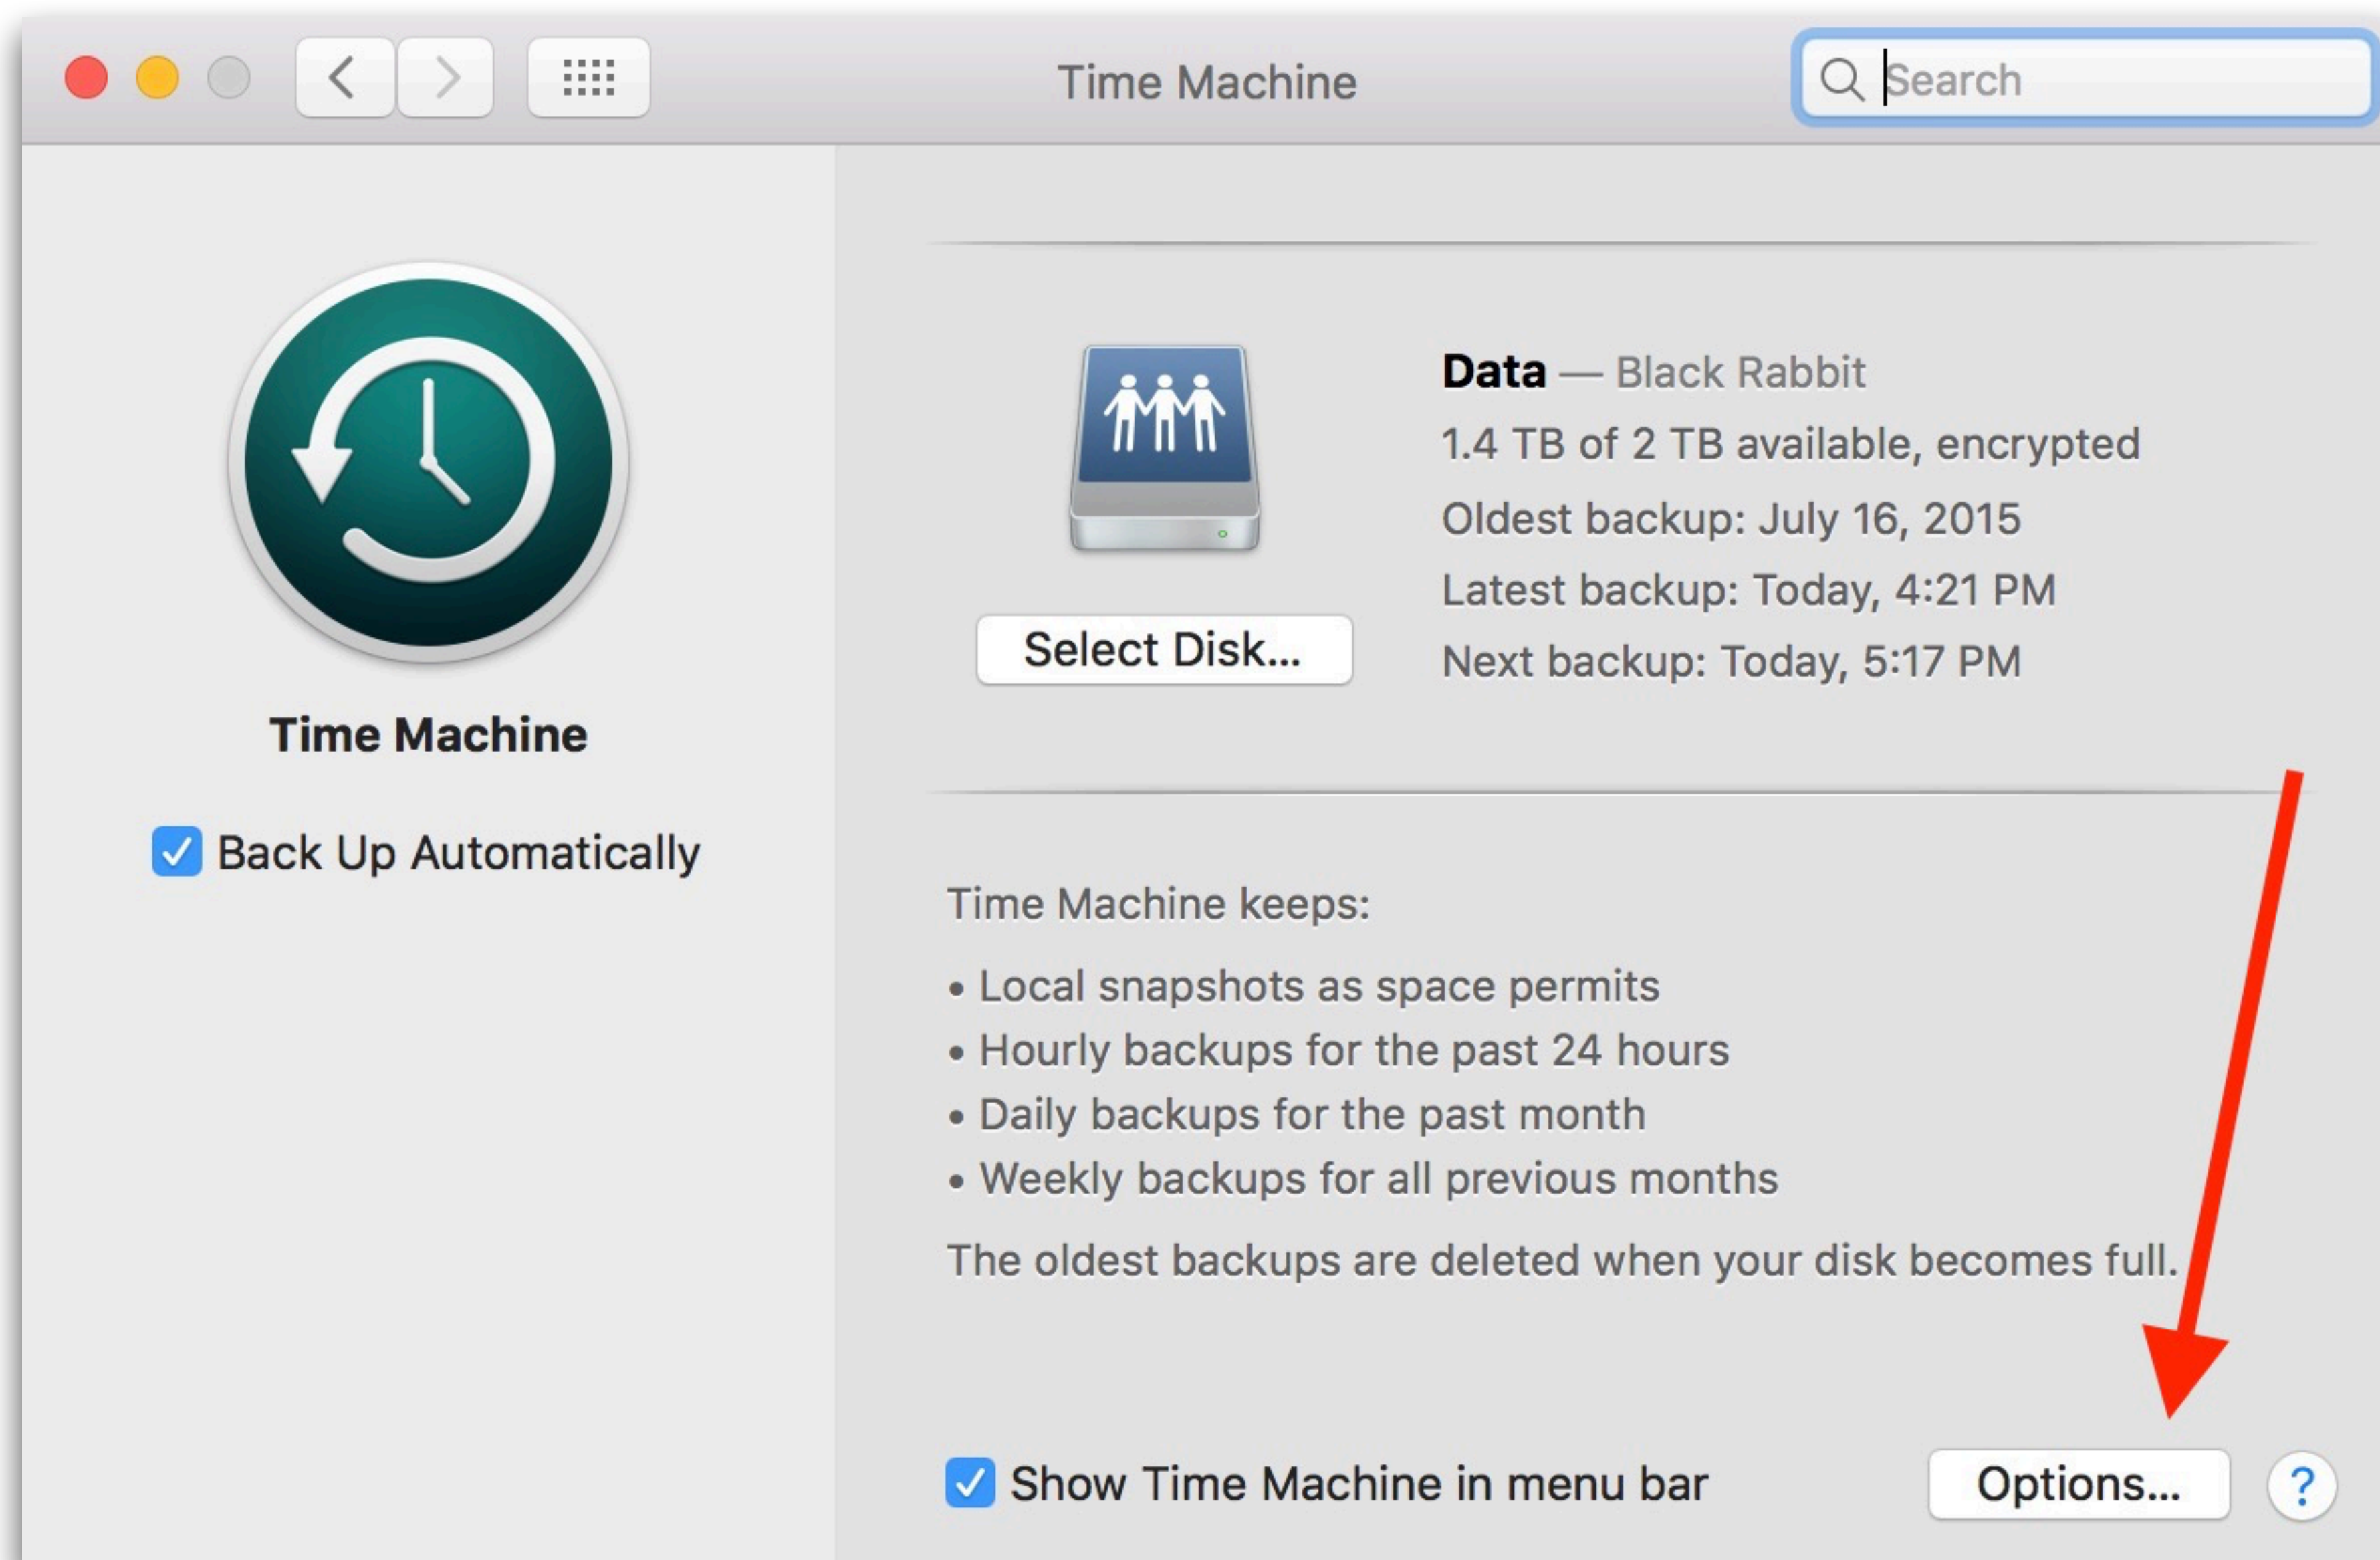 Time Machine
Search
Time Machine
Back Up Automatically
Data — Black Rabbit
1.4 TB of 2 TB available, encrypted
Oldest backup: July 16, 2015
Latest backup: Today, 4:21 PM
Next backup: Today, 5:17 PM
Select Disk...
Time Machine keeps:
• Local snapshots as space permits
• Hourly backups for the past 24 hours
• Daily backups for the past month
• Weekly backups for all previous months
The oldest backups are deleted when your disk becomes full.
Show Time Machine in menu bar
Options...
?